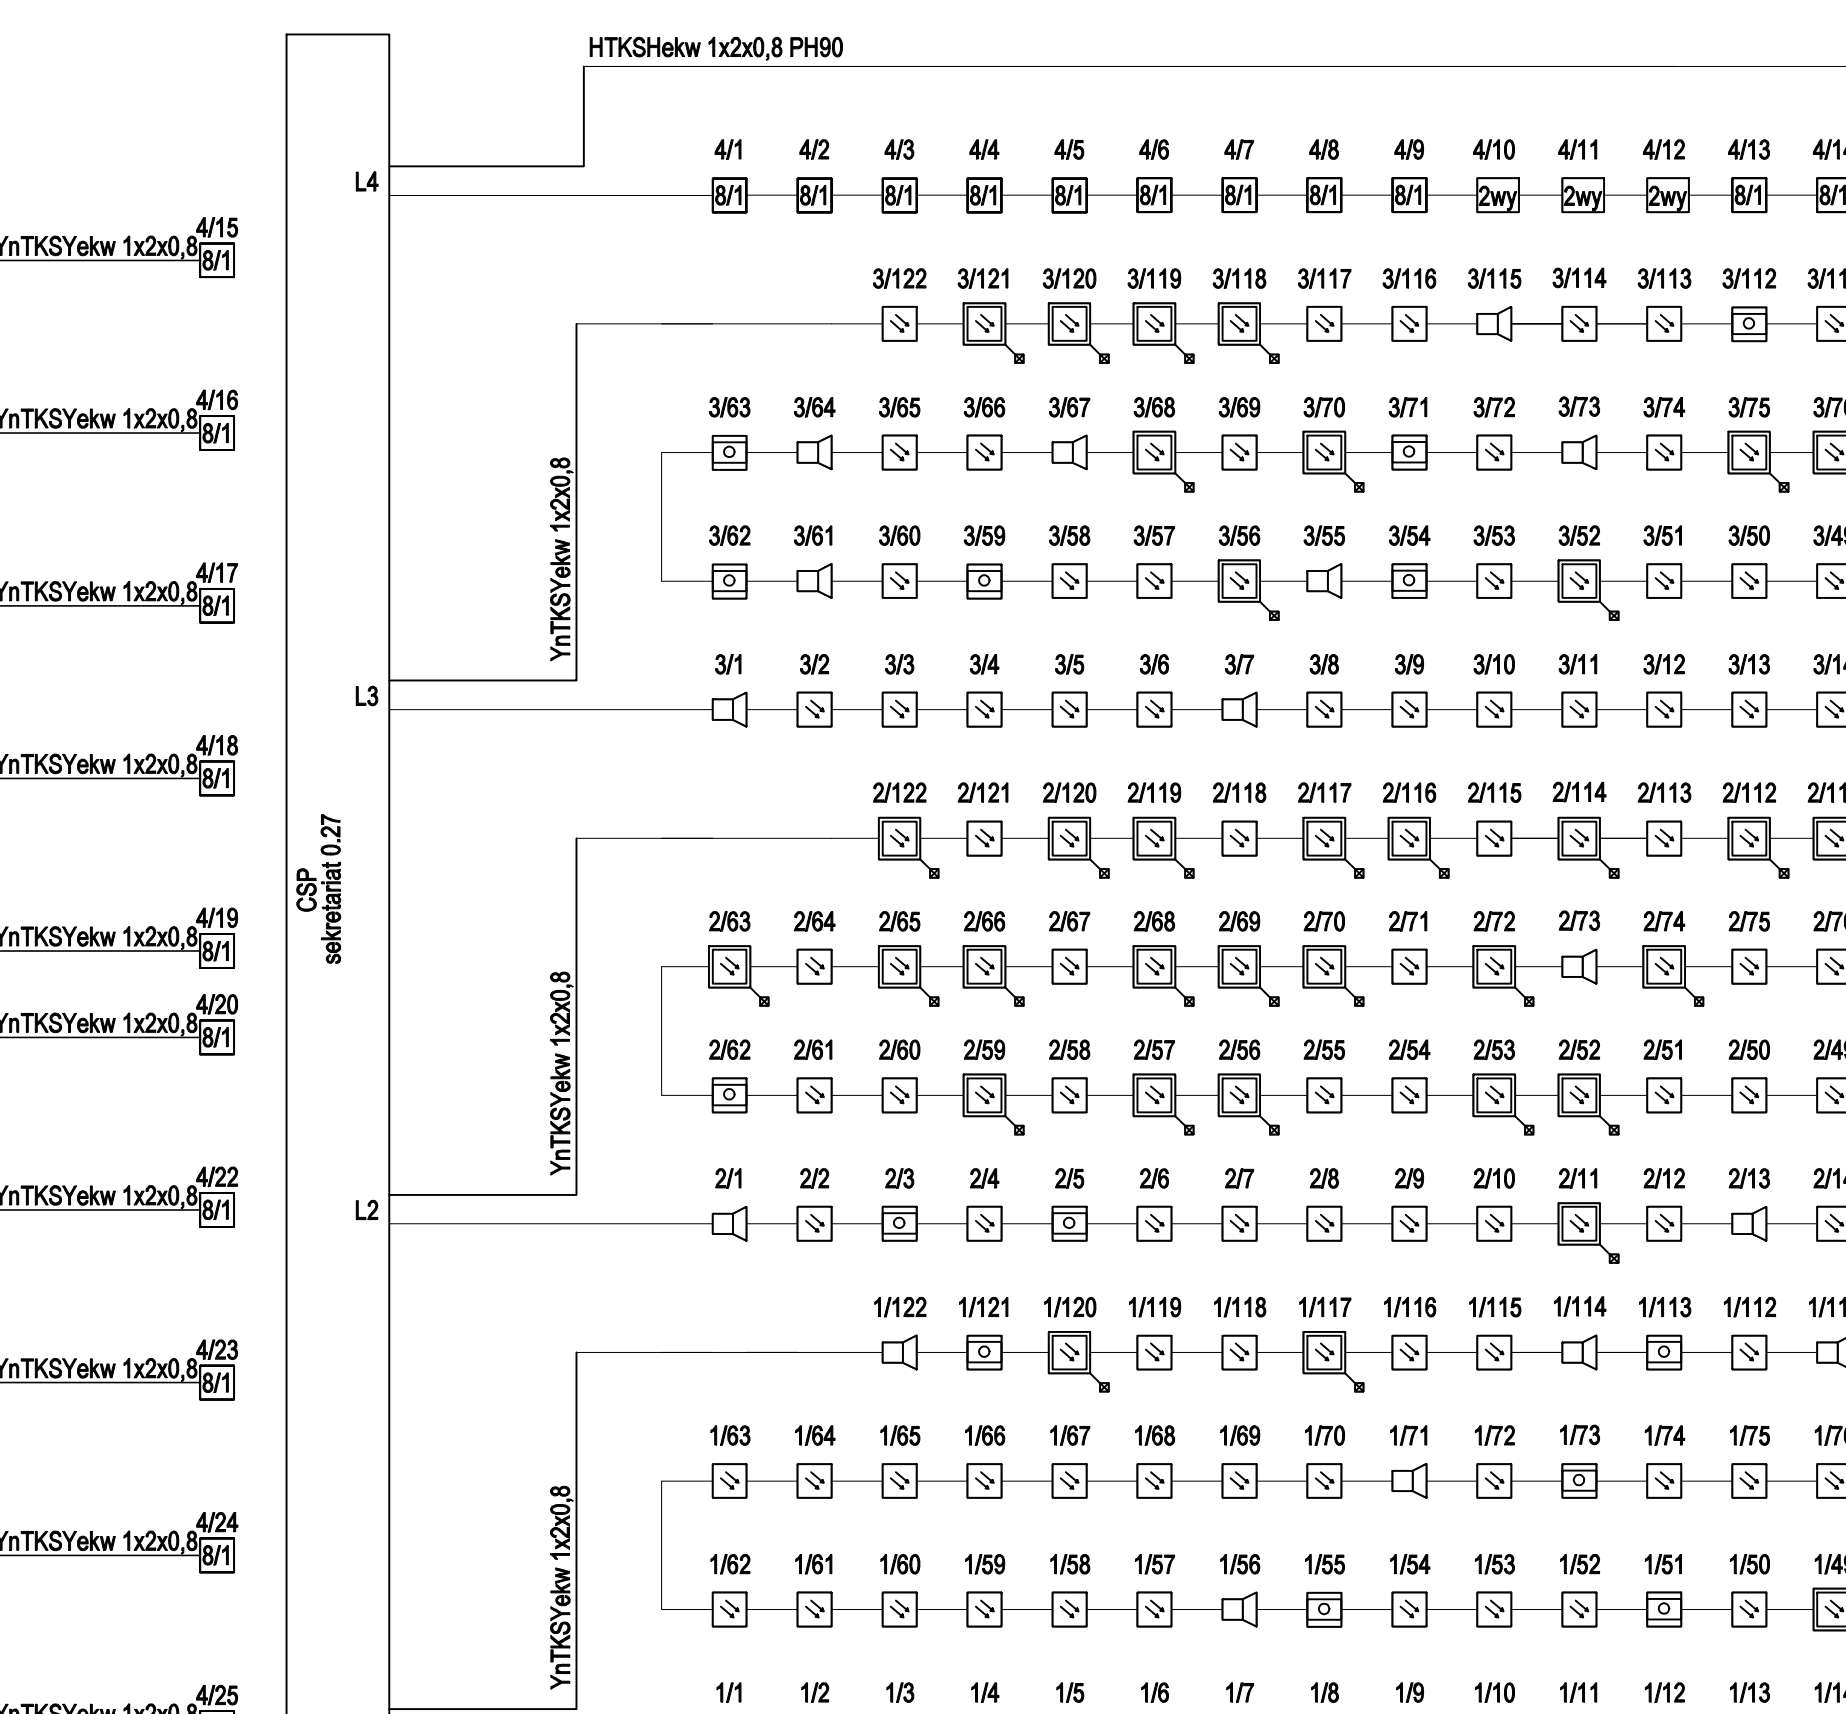 HTKSHekw 1x2x0,8 PH90
4/1 4/2 4/3 4/4 4/5 4/6 4/7 4/8 4/9 4/10 4/11 4/12 4/13
L4
8/1 8/1 8/1 8/1 8/1 8/1 8/1 8/1 8/1 2wy 2wy 2wy 8/1
4/15
YnTKSYekw 1x2x0,8
8/1
3/122 3/121 3/120 3/119 3/118 3/117 3/116 3/115 3/114 3/113 3/112
4/16
YnTKSYekw 1x2x0,8
8/1
3/63 3/64 3/65 3/66 3/67 3/68 3/69 3/70 3/71 3/72 3/73 3/74 3/75
YnTKSYekw 1x2x0,8
3/62 3/61 3/60 3/59 3/58 3/57 3/56 3/55 3/54 3/53 3/52 3/51 3/50
4/17
YnTKSYekw 1x2x0,8
8/1
3/1 3/2 3/3 3/4 3/5 3/6 3/7 3/8 3/9 3/10 3/11 3/12 3/13
L3
4/18
YnTKSYekw 1x2x0,8
8/1
2/122 2/121 2/120 2/119 2/118 2/117 2/116 2/115 2/114 2/113 2/112
CSP
sekretariat 0.27
4/19
YnTKSYekw 1x2x0,8
8/1
2/63 2/64 2/65 2/66 2/67 2/68 2/69 2/70 2/71 2/72 2/73 2/74 2/75
4/20
YnTKSYekw 1x2x0,8
8/1
YnTKSYekw 1x2x0,8
2/62 2/61 2/60 2/59 2/58 2/57 2/56 2/55 2/54 2/53 2/52 2/51 2/50
4/22
YnTKSYekw 1x2x0,8
8/1
2/1 2/2 2/3 2/4 2/5 2/6 2/7 2/8 2/9 2/10 2/11 2/12 2/13
L2
1/122 1/121 1/120 1/119 1/118 1/117 1/116 1/115 1/114 1/113 1/112
4/23
YnTKSYekw 1x2x0,8
8/1
1/63 1/64 1/65 1/66 1/67 1/68 1/69 1/70 1/71 1/72 1/73 1/74 1/75
4/24
YnTKSYekw 1x2x0,8
8/1
YnTKSYekw 1x2x0,8
1/62 1/61 1/60 1/59 1/58 1/57 1/56 1/55 1/54 1/53 1/52 1/51 1/50
4/25
YnTKSYekw 1x2x0,8
1/1 1/2 1/3 1/4 1/5 1/6 1/7 1/8 1/9 1/10 1/11 1/12 1/13